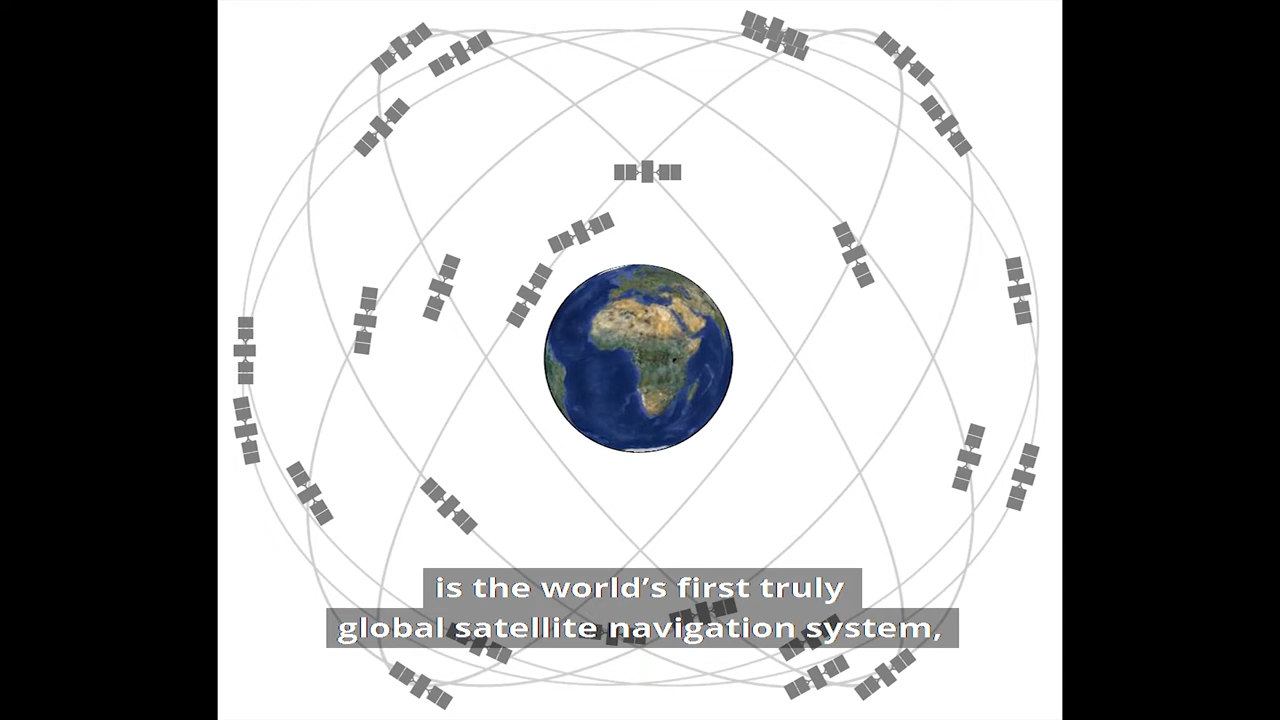 is the world’s first truly
global satellite navigation system,